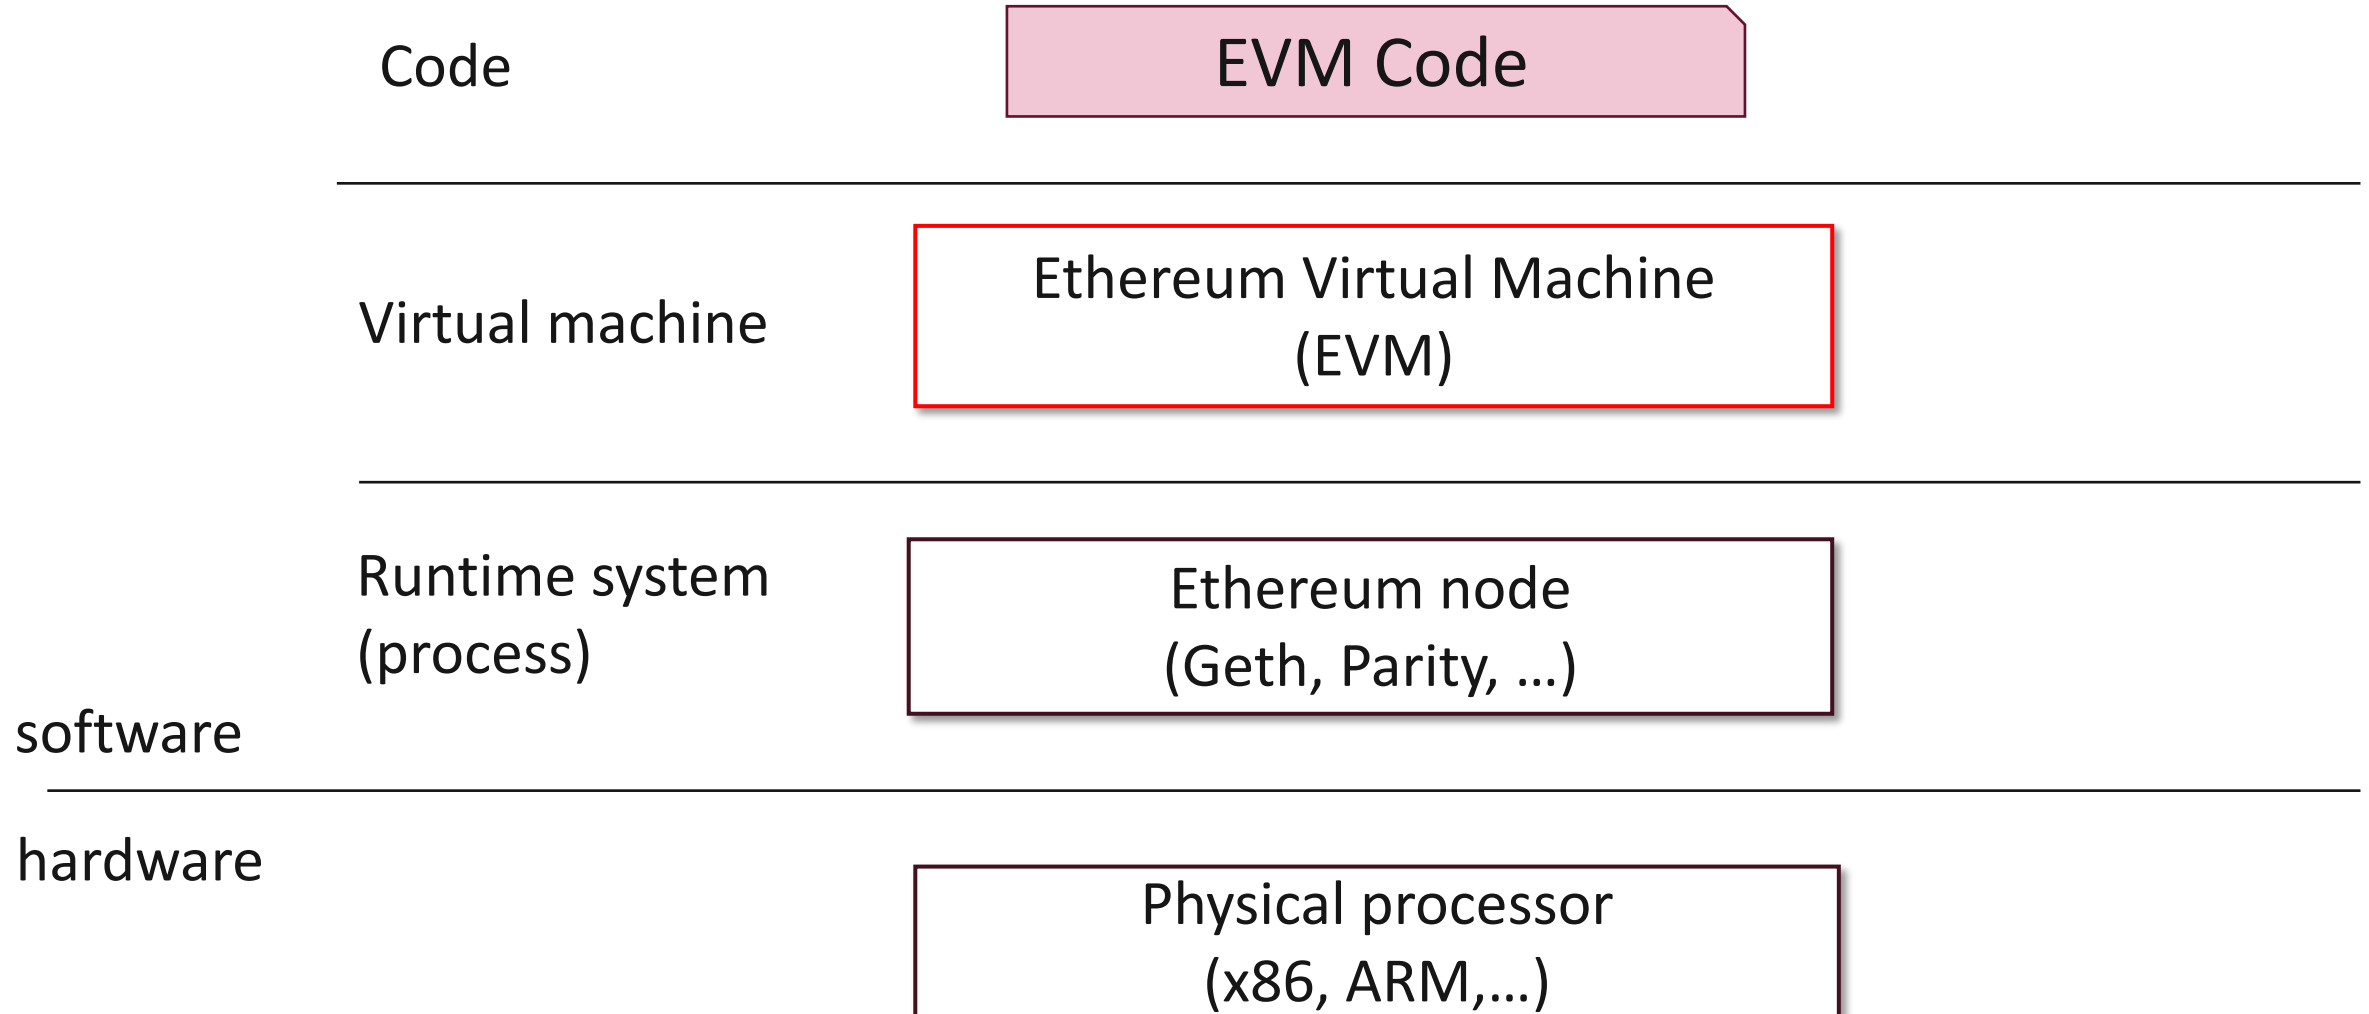 Code
EVM Code
Virtual machine
Ethereum Virtual Machine
(EVM)
Runtime system
(process)
Ethereum node
(Geth, Parity, ...)
software
hardware
Physical processor
(x86, ARM,...)